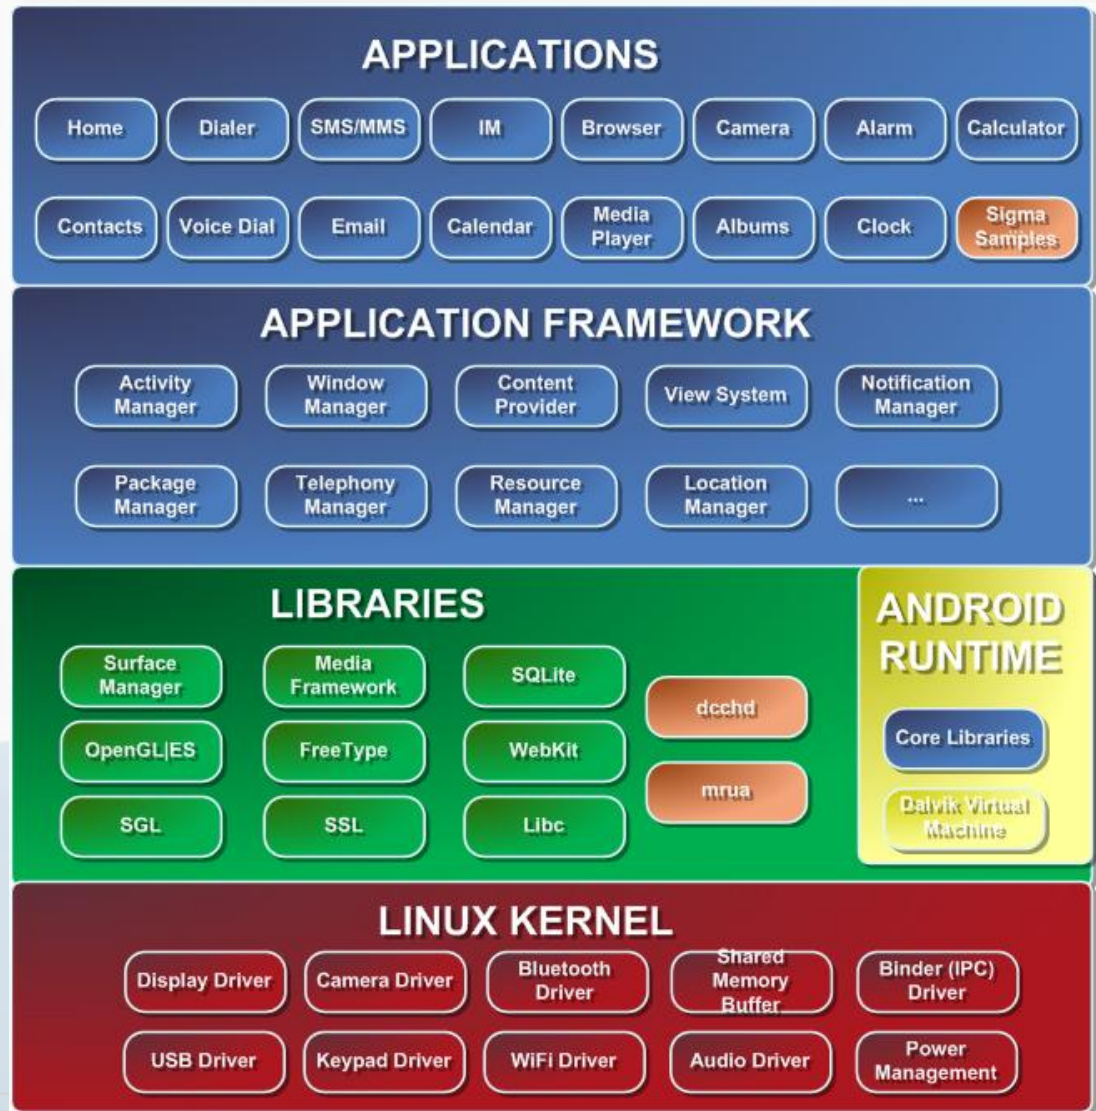 APPLICATIONS
Home
Dialer
SMS/MMS
IM
Browser
Camera
Alarm
Calculator
Contacts
Voice Dial
Email
Calendar
Media
Player
Albums
Clock
Sigma
Samples
APPLICATION FRAMEWORK
Activity
Manager
Window
Manager
Content
Provider
View System
Notification
Manager
Package
Manager
Telephony
Manager
Resource
Manager
Location
Manager
...
LIBRARIES
Surface
Manager
Media
Framework
SQLite
OpenGL|ES
FreeType
WebKit
SGL
SSL
Libc
dcchd
mrua
ANDROID
RUNTIME
Core Libraries
Dalvik Virtual
Machine
LINUX KERNEL
Display Driver
Camera Driver
Bluetooth
Driver
Shared
Memory
Buffer
Binder (IPC)
Driver
USB Driver
Keypad Driver
WiFi Driver
Audio Driver
Power
Management